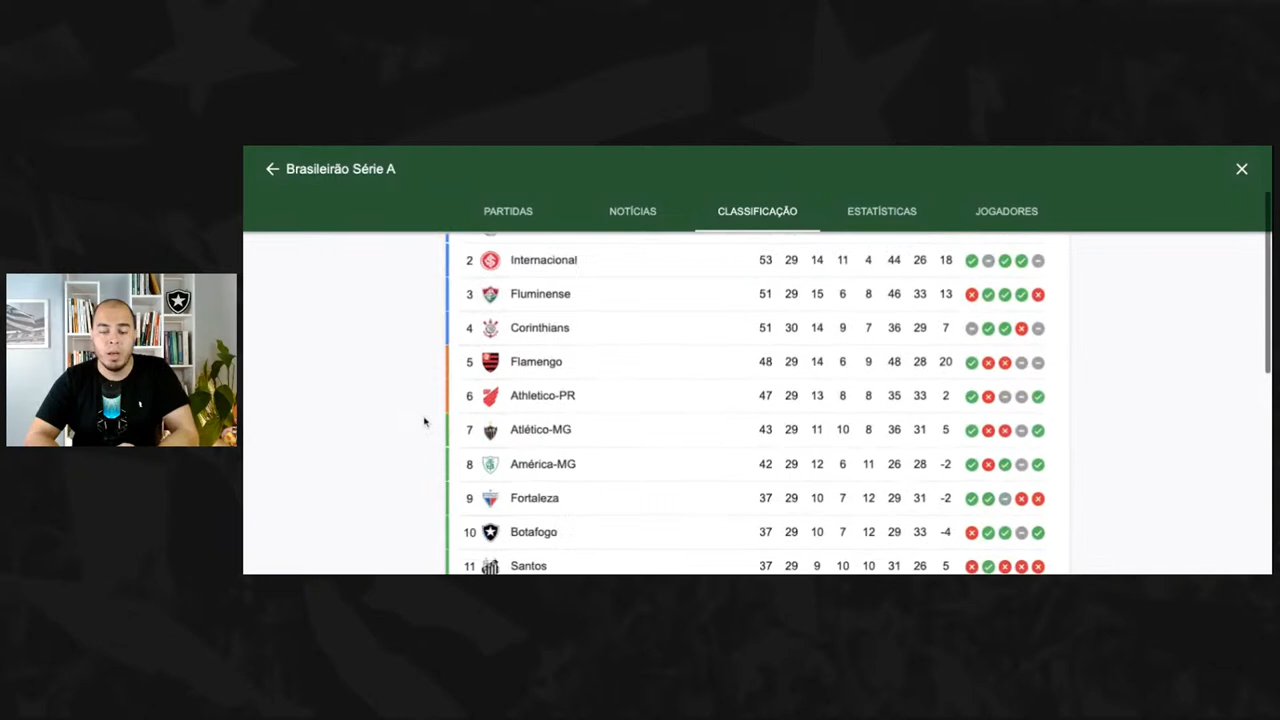 Brasileirão Série A
PARTIDAS NOTÍCIAS CLASSIFICAÇÃO ESTATÍSTICAS JOGADORES
2 Internacional 53 29 14 11 4 44 26 18
3 Fluminense 51 29 15 6 8 46 33 13
4 Corinthians 51 30 14 9 7 36 29 7
5 Flamengo 48 29 14 6 9 48 28 20
6 Athletico-PR 47 29 13 8 8 35 33 2
7 Atlético-MG 43 29 11 10 8 36 31 5
8 América-MG 42 29 12 6 11 26 28 -2
9 Fortaleza 37 29 10 7 12 29 31 -2
10 Botafogo 37 29 10 7 12 29 33 -4
11 Santos 37 29 9 10 10 31 26 5